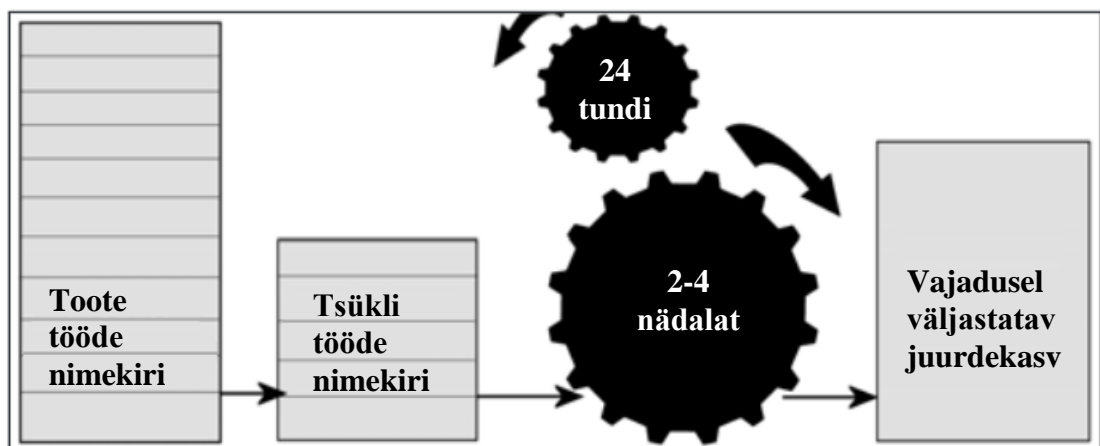 Toote
tööde
nimekiri
Tsükli
tööde
nimekiri
24
tundi
2-4
nädalat
Vajadusel
väljastatav
juurdekasv